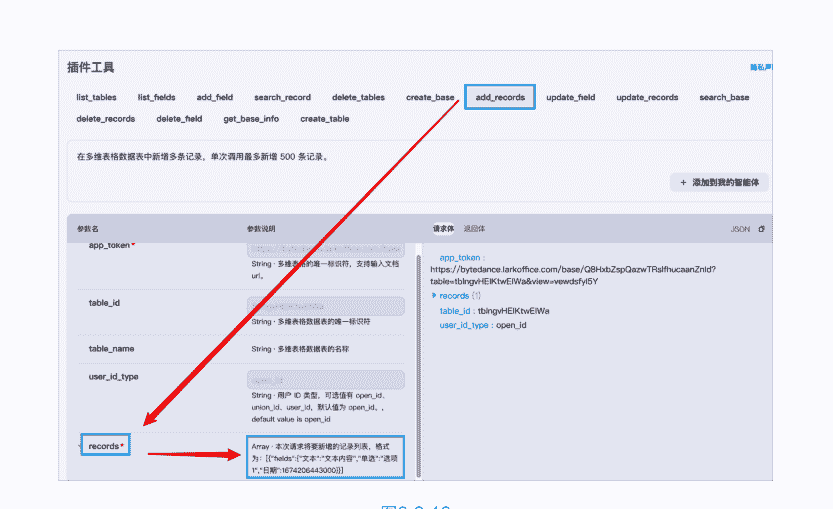 插件工具
隐私声明
list_tables list_fields add_field search_record delete_tables create_base add_records update_field update_records search_base
delete_records delete_field get_base_info create_table
在多维表格数据表中新增多条记录，单次调用最多新增 500 条记录。
+ 添加到我的智能体
参数名 参数说明 请求体 返回体 JSON
app_token*
String · 多维表格的唯一标识符，支持输入文档
url。
table_id
String · 多维表格数据表的唯一标识符
table_name String · 多维表格数据表的名称
user_id_type
String · 用户 ID 类型，可选值有 open_id、
union_id、user_id，默认值为 open_id。,
default value is open_id
records* Array · 本次请求将要新增的记录列表，格式
为：[{"fields":{"文本":"文本内容","单选":"选项
1","日期":1674206443000}}]
app_token :
https://bytedance.larkoffice.com/base/Q8HxbZspQazwTRsIfhucaanZnId?
table=tblngvHEIKtwEIWa&view=vewdsfyI5Y
records {1}
table_id : tblngvHEIKtwEIWa
user_id_type : open_id